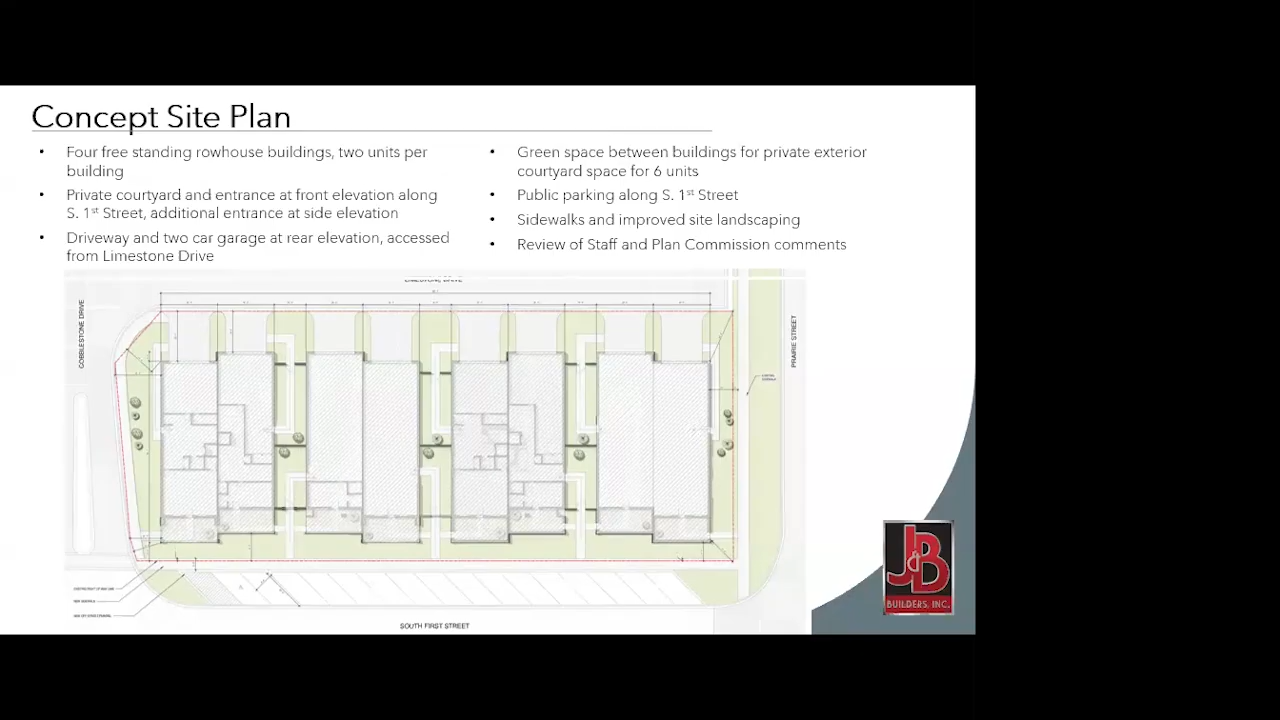 Concept Site Plan
• Four free standing rowhouse buildings, two units per
building
• Private courtyard and entrance at front elevation along
S. 1st Street, additional entrance at side elevation
• Driveway and two car garage at rear elevation, accessed
from Limestone Drive
• Green space between buildings for private exterior
courtyard space for 6 units
• Public parking along S. 1st Street
• Sidewalks and improved site landscaping
• Review of Staff and Plan Commission comments
LIMESTONE DRIVE
COBBLESTONE DRIVE
PRAIRIE STREET
SOUTH FIRST STREET
J&B
BUILDERS, INC.